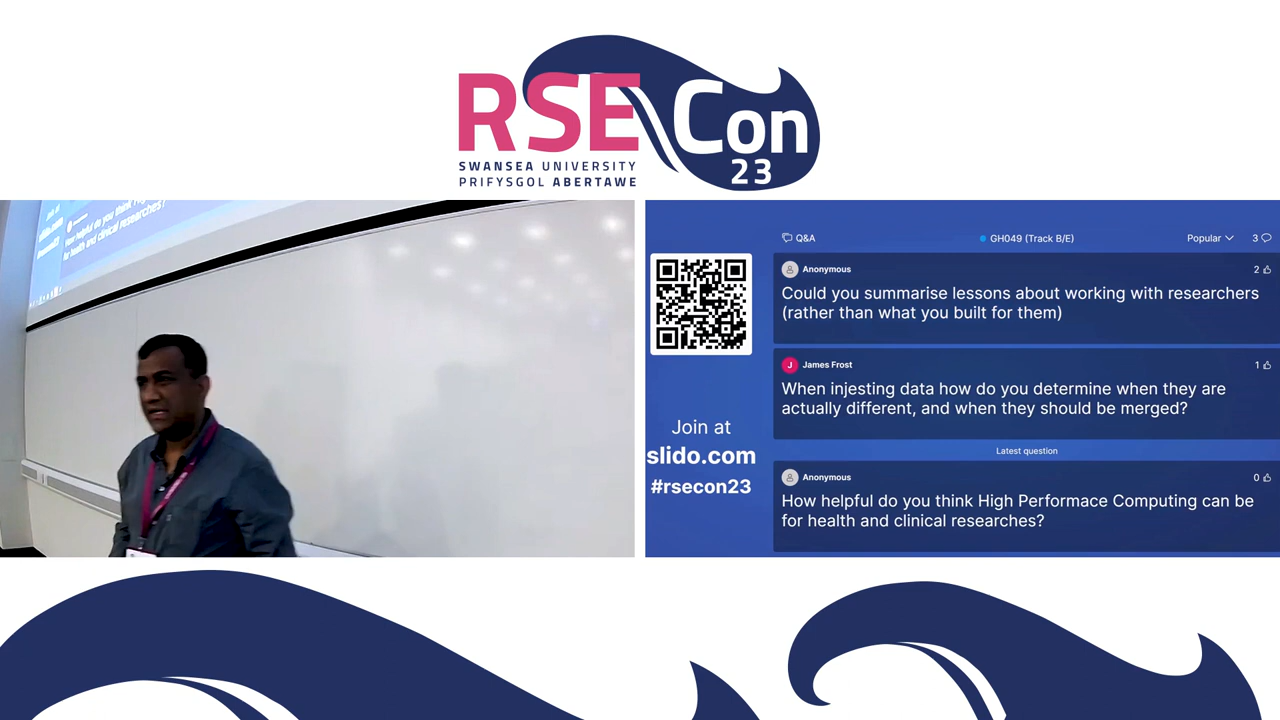 RSE Con
23
SWANSEA UNIVERSITY
PRIFYSGOL ABERTAWE
slido.com
#rsecon23
Q&A
GH049 (Track B/E)
Popular
3
Anonymous
2
Could you summarise lessons about working with researchers
(rather than what you built for them)
J
James Frost
1
When injesting data how do you determine when they are
actually different, and when they should be merged?
Join at
slido.com
#rsecon23
Latest question
Anonymous
0
How helpful do you think High Performace Computing can be
for health and clinical researches?